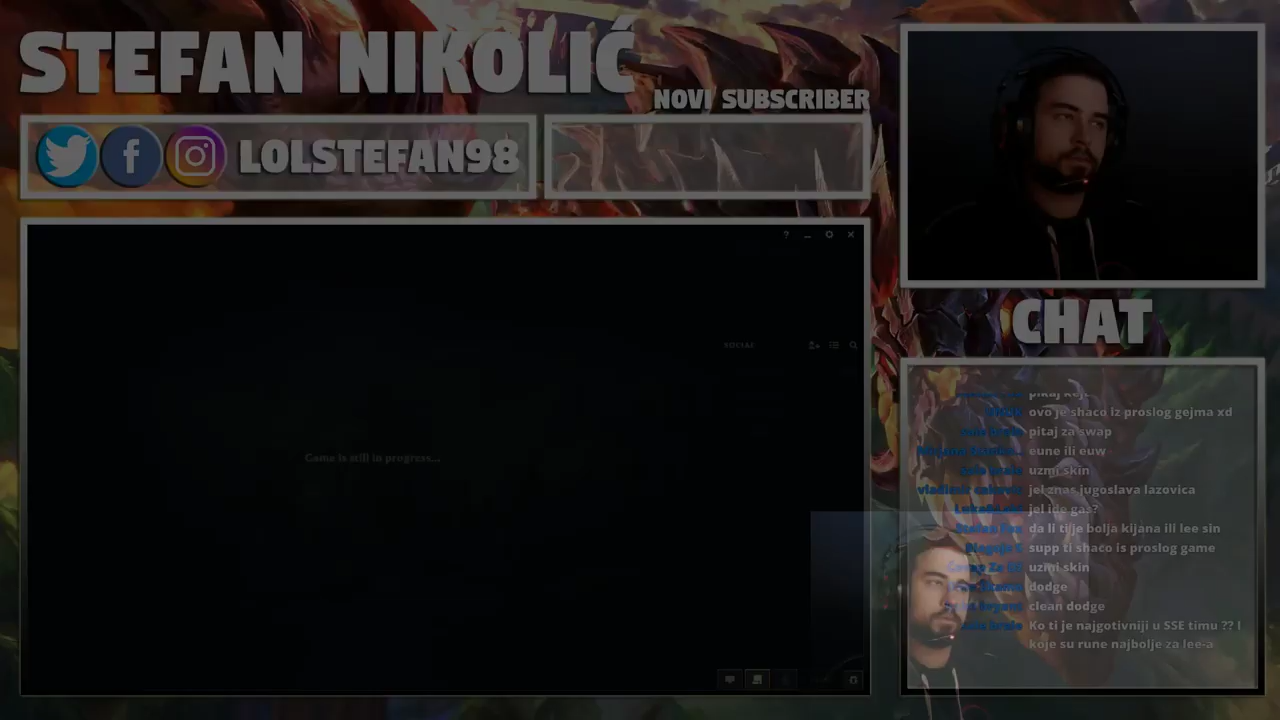 STEFAN NIKOLIĆ
NOVI SUBSCRIBER
LOLSTEFAN98
?
SOCIAL
Game is still in progress...
CHAT
ovo je shaco iz proslog gejma xd
pitaj za swap
eune ili euw
uzmi skin
jel znas jugoslava lazovica
jel ide gas?
da li ti je bolja kijana ili lee sin
supp ti shaco is proslog game
uzmi skin
dodge
clean dodge
Ko ti je najgotivniji u SSE timu ?? I
koje su rune najbolje za lee-a